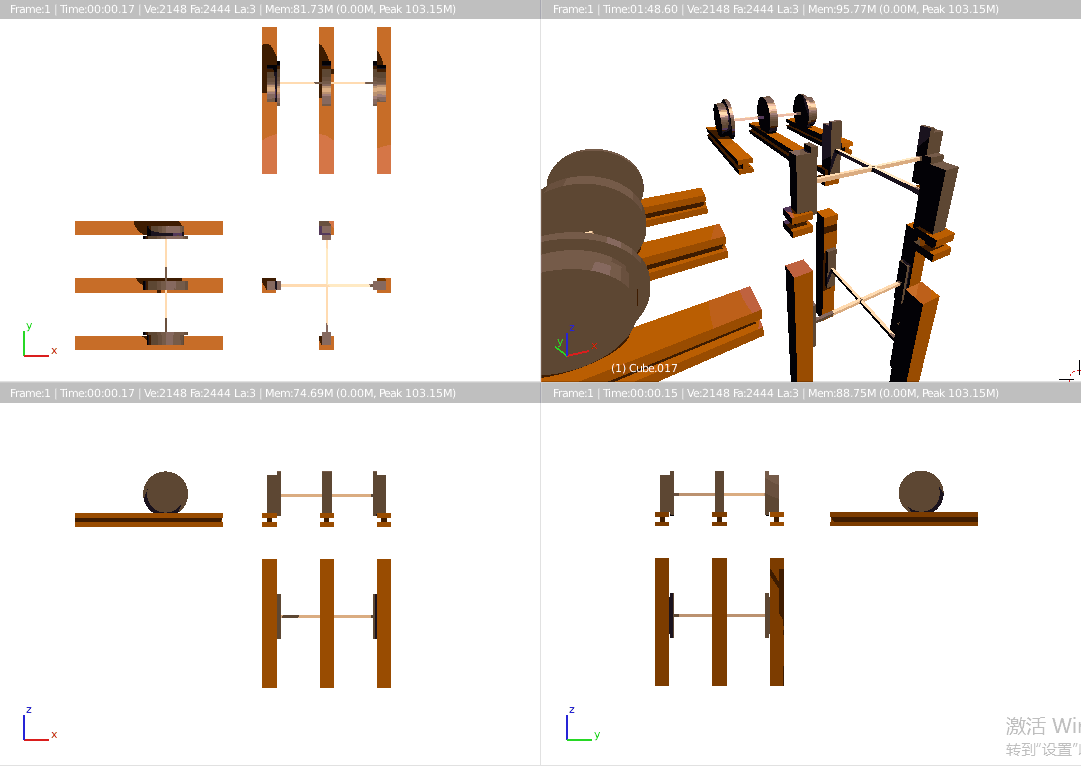 Frame:1 | Time:00:00.17 | Ve:2148 Fa:2444 La:3 | Mem:81.73M (0.00M, Peak 103.15M)
Frame:1 | Time:01:48.60 | Ve:2148 Fa:2444 La:3 | Mem:95.77M (0.00M, Peak 103.15M)
y
x
z
y
x
(1) Cube.017
Frame:1 | Time:00:00.17 | Ve:2148 Fa:2444 La:3 | Mem:74.69M (0.00M, Peak 103.15M)
Frame:1 | Time:00:00.15 | Ve:2148 Fa:2444 La:3 | Mem:88.75M (0.00M, Peak 103.15M)
z
x
z
y
激活 Win
转到"设置"